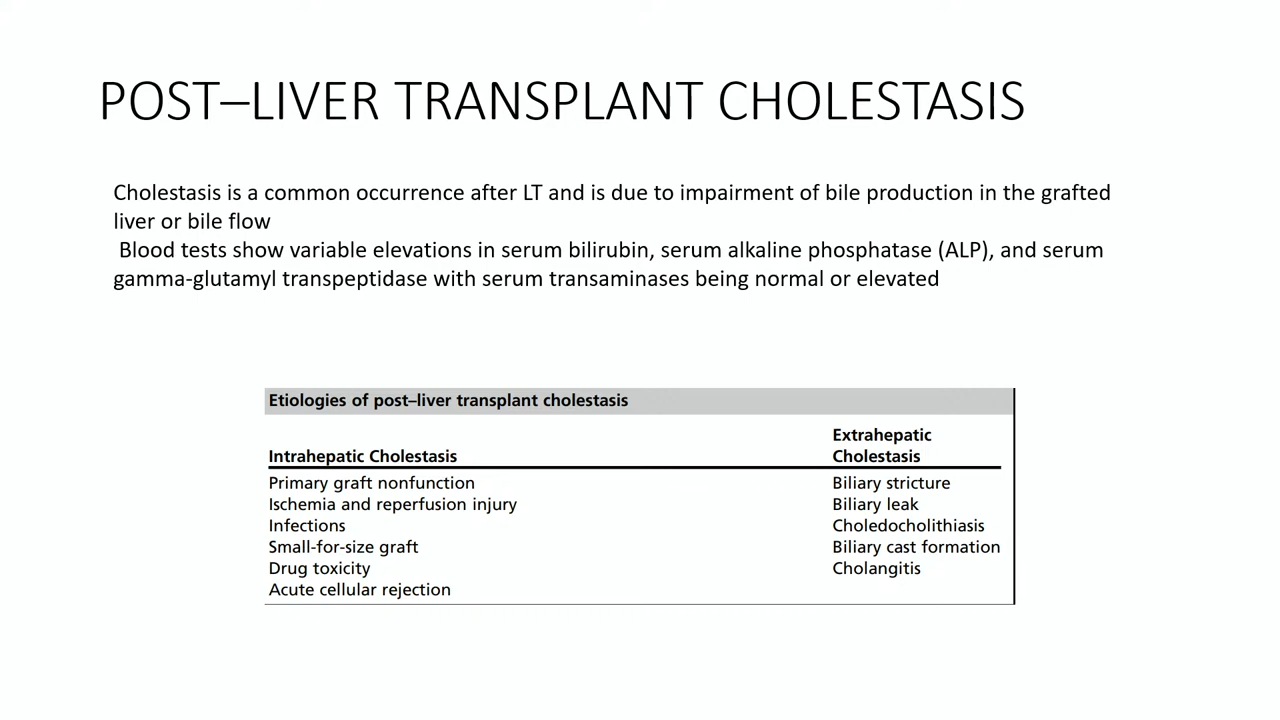 POST–LIVER TRANSPLANT CHOLESTASIS
Cholestasis is a common occurrence after LT and is due to impairment of bile production in the grafted
liver or bile flow
Blood tests show variable elevations in serum bilirubin, serum alkaline phosphatase (ALP), and serum
gamma-glutamyl transpeptidase with serum transaminases being normal or elevated
Etiologies of post–liver transplant cholestasis
Intrahepatic Cholestasis
Extrahepatic
Cholestasis
Primary graft nonfunction
Biliary stricture
Ischemia and reperfusion injury
Biliary leak
Infections
Choledocholithiasis
Small-for-size graft
Biliary cast formation
Drug toxicity
Cholangitis
Acute cellular rejection